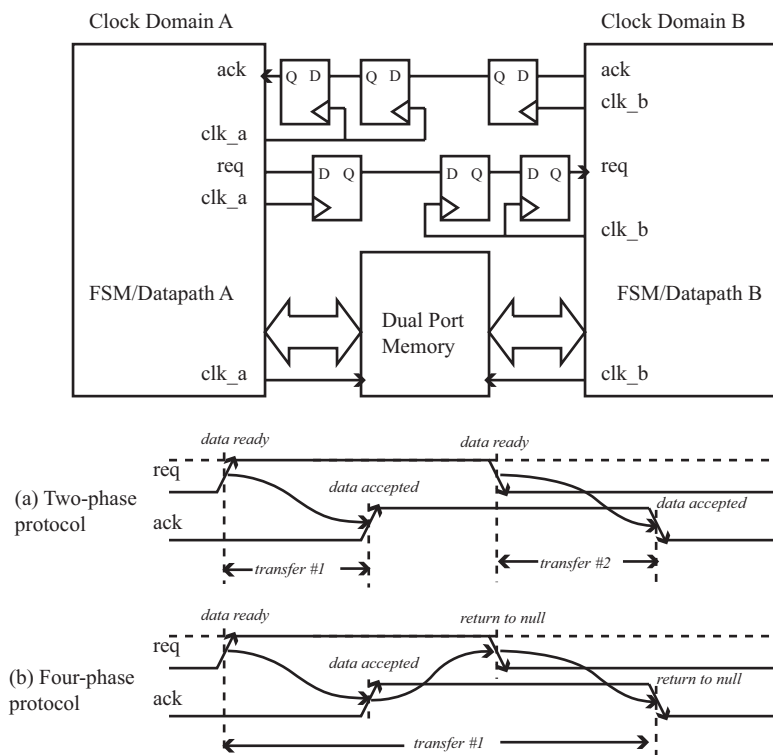 Clock Domain A
Clock Domain B
ack
Q D
Q D
Q D
ack
clk_b
clk_a
req
D Q
D Q
D Q
req
clk_a
clk_b
FSM/Datapath A
Dual Port
Memory
FSM/Datapath B
clk_a
clk_b
data ready
data ready
req
(a) Two-phase
protocol
data accepted
data accepted
ack
transfer #1
transfer #2
data ready
return to null
req
(b) Four-phase
protocol
data accepted
return to null
ack
transfer #1